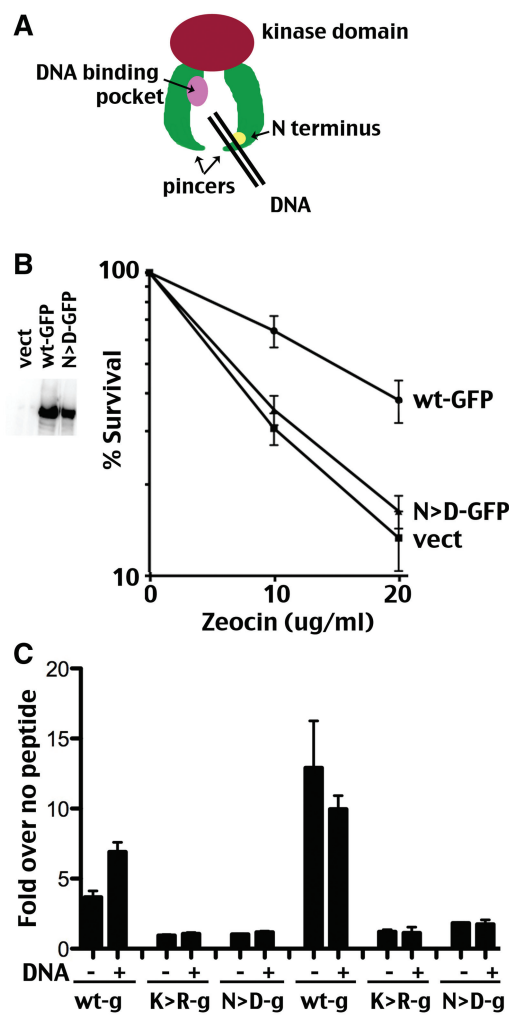 A
kinase domain
DNA binding
pocket
N terminus
pincers
DNA
B
vect
wt-GFP
N>D-GFP
100
% Survival
wt-GFP
N>D-GFP
vect
10
0
10
20
Zeocin (ug/ml)
C
20
15
10
5
0
Fold over no peptide
DNA - + - + - + - + - + - +
wt-g K>R-g N>D-g wt-g K>R-g N>D-g